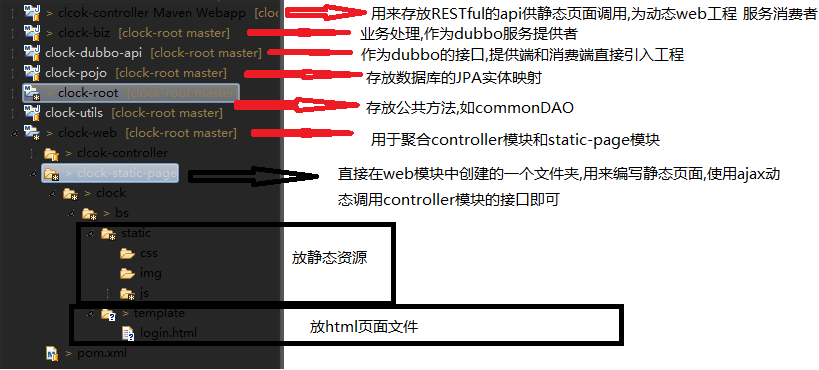 > clcok-controller Maven Webapp [cloc
用来存放RESTful的api供静态页面调用,为动态web工程 服务消费者
> clock-biz [clock-root master]
业务处理,作为dubbo服务提供者
clock-dubbo-api [clock-root master]
作为dubbo的接口,提供端和消费端直接引入工程
clock-pojo [clock-root master]
存放数据库的JPA实体映射
> clock-root [clock-root master]
存放公共方法,如commonDAO
clock-utils [clock-root master]
> clock-web [clock-root master]
用于聚合controller模块和static-page模块
> clcok-controller
> clock-static-page
直接在web模块中创建的一个文件夹,用来编写静态页面,使用ajax动
态调用controller模块的接口即可
> clock
> bs
static
css
放静态资源
img
js
> template
放html页面文件
login.html
> pom.xml